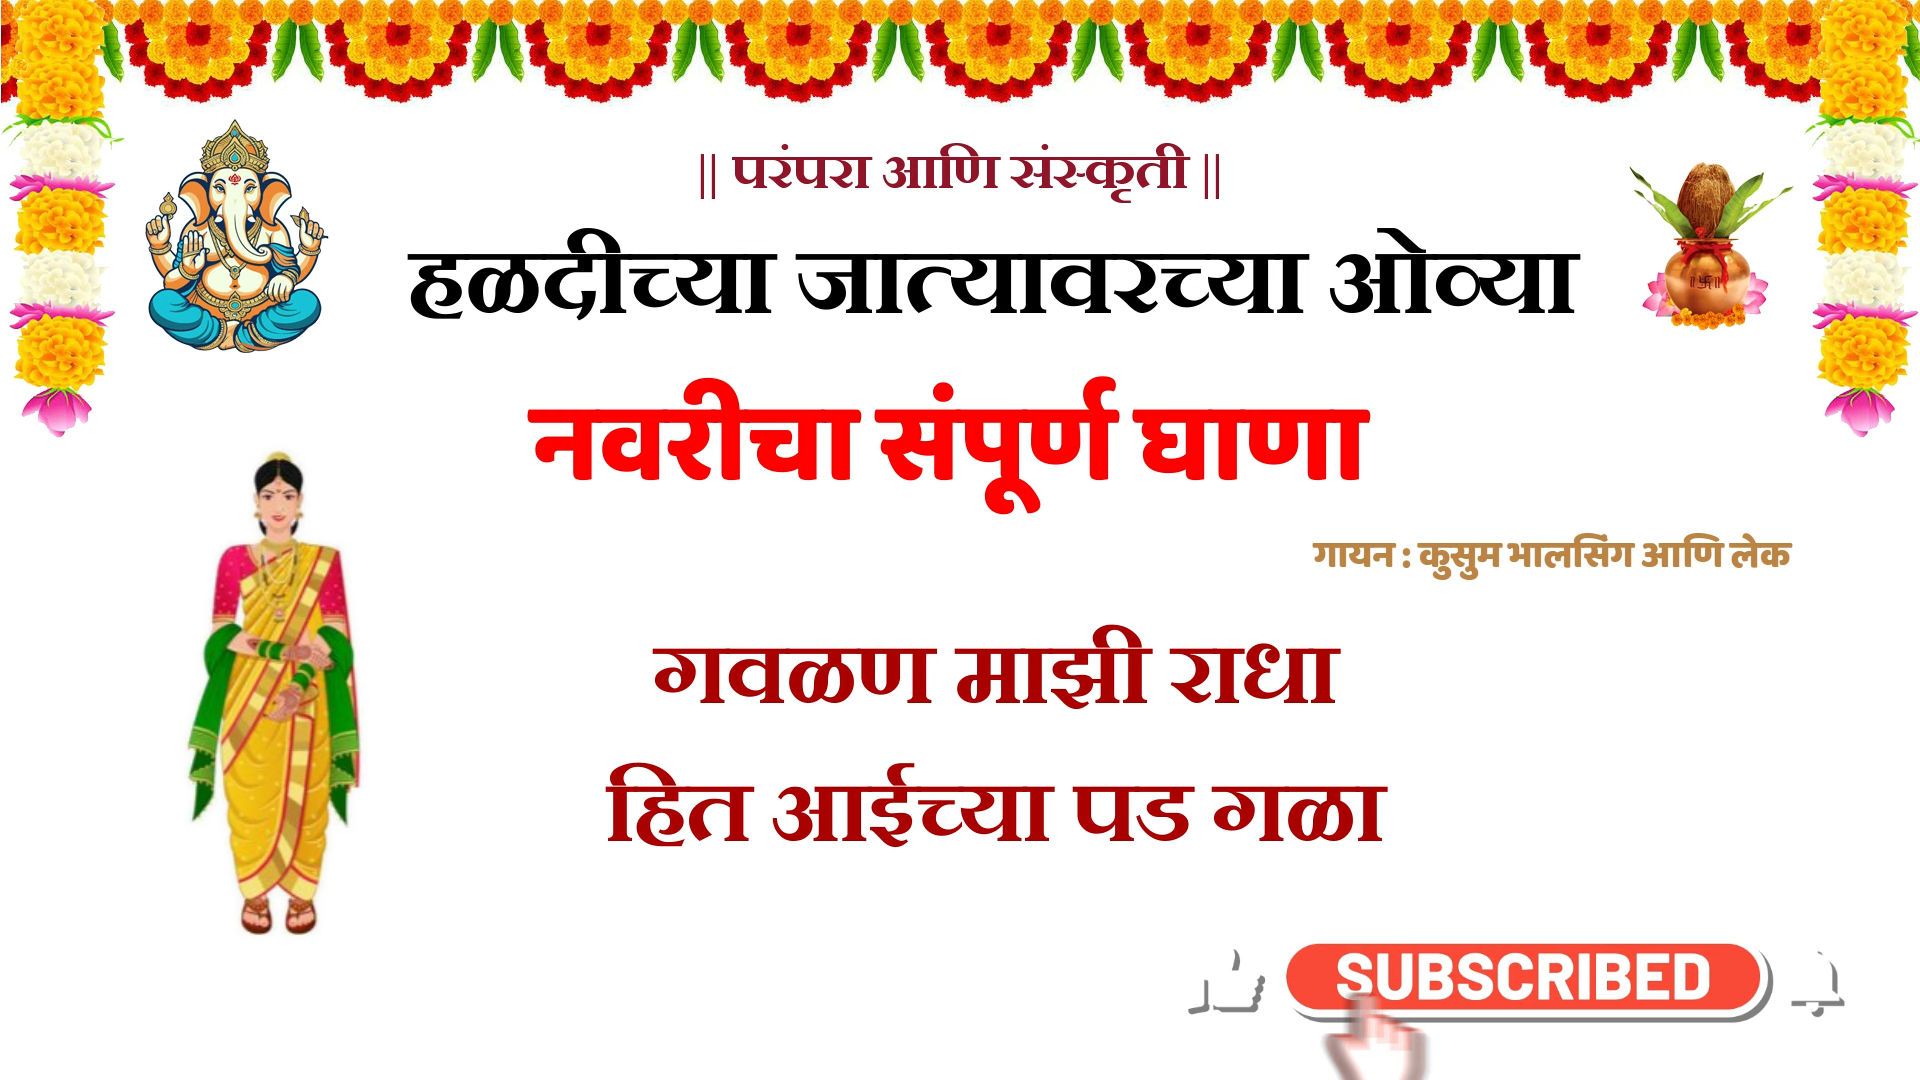 || परंपरा आणि संस्कृती ||
हळदीच्या जात्यावरच्या ओव्या
नवरीचा संपूर्ण घाणा
गायन : कुसुम भालसिंग आणि लेक
गवळण माझी राधा
हित आईच्या पड गळा
SUBSCRIBED